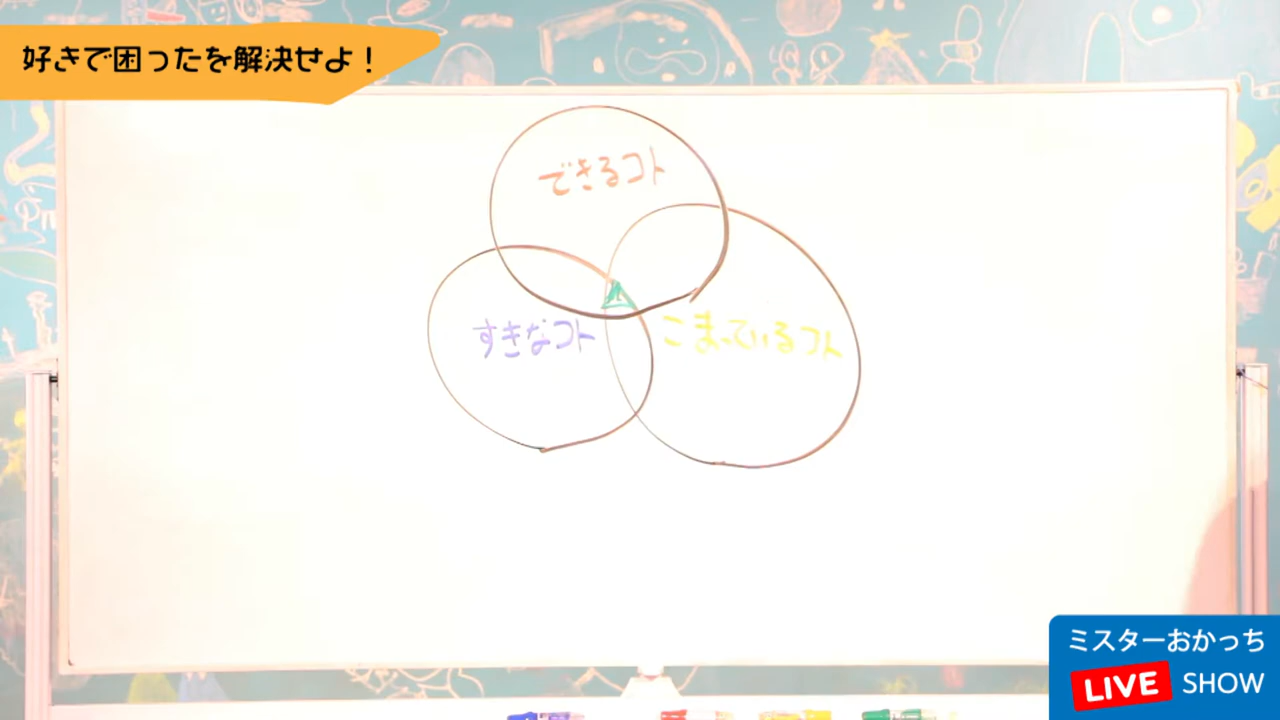 好きで困ったを解決せよ！
できるコト
すきなコト
こまっているコト
ミスターおかっち
LIVE SHOW